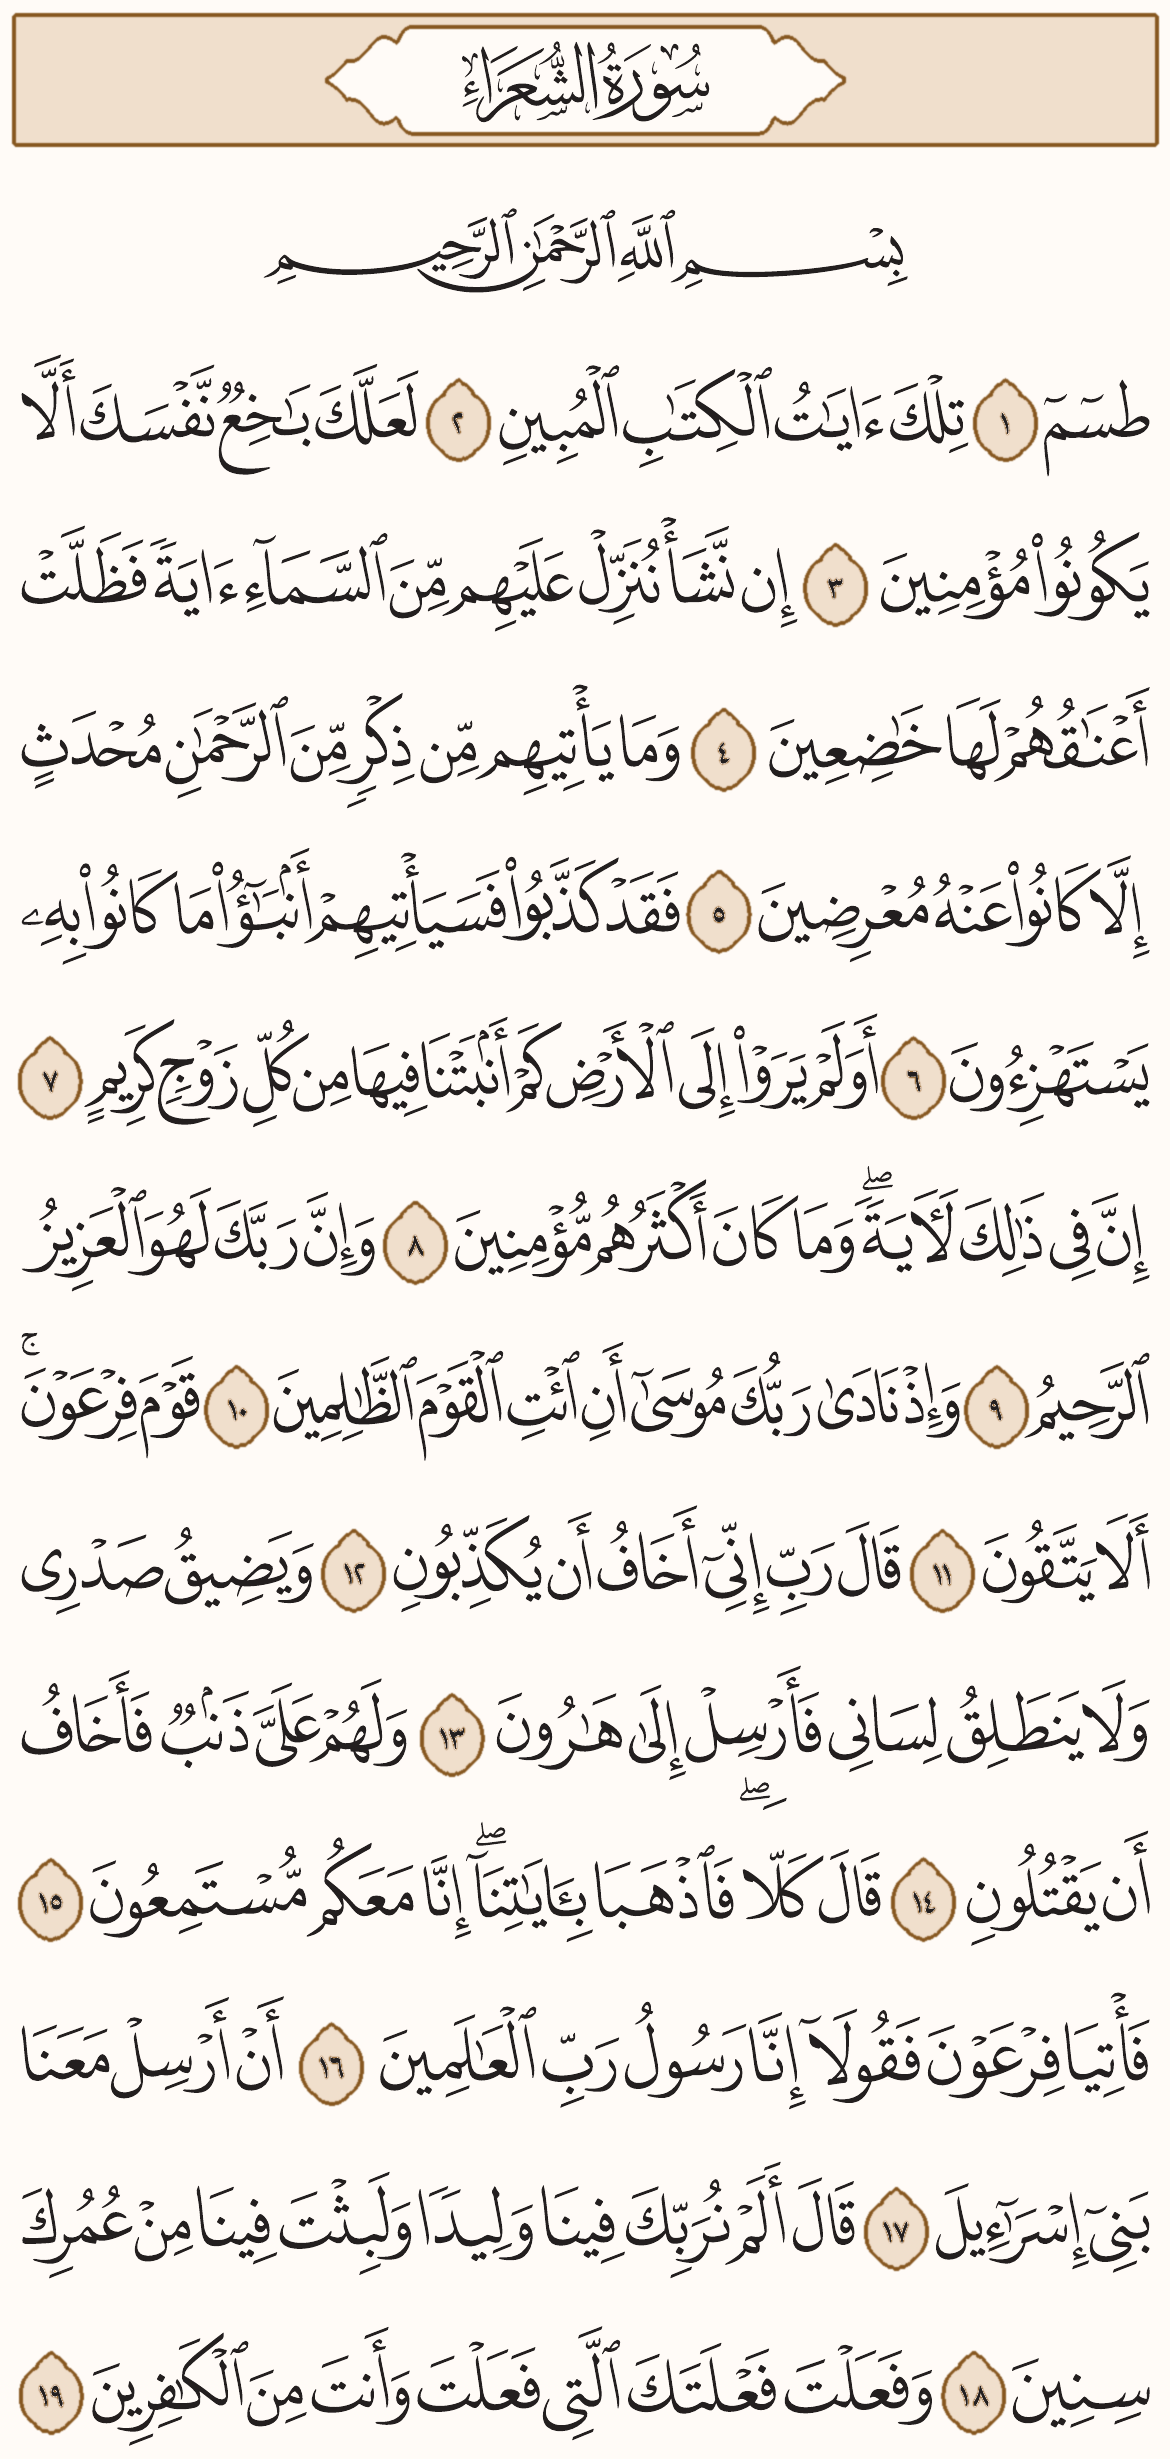 سُورَةُ الشُّعَرَاءِ
بِسْمِ ٱللَّهِ ٱلرَّحْمَٰنِ ٱلرَّحِيمِ
طسٓمٓ ١ تِلْكَ ءَايَٰتُ ٱلْكِتَٰبِ ٱلْمُبِينِ ٢ لَعَلَّكَ بَٰخِعٌ نَّفْسَكَ أَلَّا
يَكُونُوا۟ مُؤْمِنِينَ ٣ إِن نَّشَأْ نُنَزِّلْ عَلَيْهِم مِّنَ ٱلسَّمَآءِ ءَايَةً فَظَلَّتْ
أَعْنَٰقُهُمْ لَهَا خَٰضِعِينَ ٤ وَمَا يَأْتِيهِم مِّن ذِكْرٍ مِّنَ ٱلرَّحْمَٰنِ مُحْدَثٍ
إِلَّا كَانُوا۟ عَنْهُ مُعْرِضِينَ ٥ فَقَدْ كَذَّبُوا۟ فَسَيَأْتِيهِمْ أَنۢبَٰٓؤُا۟ مَا كَانُوا۟ بِهِۦ
يَسْتَهْزِءُونَ ٦ أَوَلَمْ يَرَوْا۟ إِلَى ٱلْأَرْضِ كَمْ أَنۢبَتْنَا فِيهَا مِن كُلِّ زَوْجٍ كَرِيمٍ ٧
إِنَّ فِى ذَٰلِكَ لَءَايَةً ۖ وَمَا كَانَ أَكْثَرُهُم مُّؤْمِنِينَ ٨ وَإِنَّ رَبَّكَ لَهُوَ ٱلْعَزِيزُ
ٱلرَّحِيمُ ٩ وَإِذْ نَادَىٰ رَبُّكَ مُوسَىٰٓ أَنِ ٱئْتِ ٱلْقَوْمَ ٱلظَّٰلِمِينَ ١٠ قَوْمَ فِرْعَوْنَ ۚ
أَلَا يَتَّقُونَ ١١ قَالَ رَبِّ إِنِّىٓ أَخَافُ أَن يُكَذِّبُونِ ١٢ وَيَضِيقُ صَدْرِى
وَلَا يَنطَلِقُ لِسَانِى فَأَرْسِلْ إِلَىٰ هَٰرُونَ ١٣ وَلَهُمْ عَلَىَّ ذَنۢبٌ فَأَخَافُ
أَن يَقْتُلُونِ ١٤ قَالَ كَلَّا ۖ فَٱذْهَبَا بِـَٔايَٰتِنَآ ۖ إِنَّا مَعَكُم مُّسْتَمِعُونَ ١٥
فَأْتِيَا فِرْعَوْنَ فَقُولَآ إِنَّا رَسُولُ رَبِّ ٱلْعَٰلَمِينَ ١٦ أَنْ أَرْسِلْ مَعَنَا
بَنِىٓ إِسْرَٰٓءِيلَ ١٧ قَالَ أَلَمْ نُرَبِّكَ فِينَا وَلِيدًا وَلَبِثْتَ فِينَا مِنْ عُمُرِكَ
سِنِينَ ١٨ وَفَعَلْتَ فَعْلَتَكَ ٱلَّتِى فَعَلْتَ وَأَنتَ مِنَ ٱلْكَٰفِرِينَ ١٩